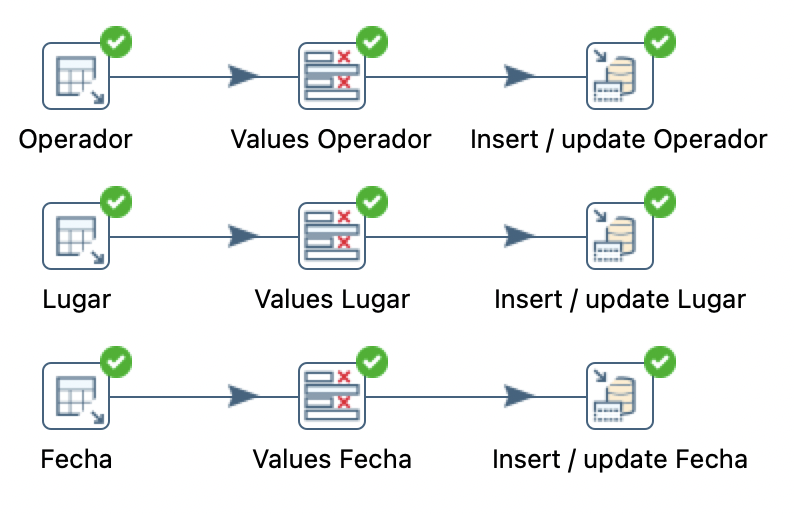 Operador
Values Operador
Insert / update Operador
Lugar
Values Lugar
Insert / update Lugar
Fecha
Values Fecha
Insert / update Fecha